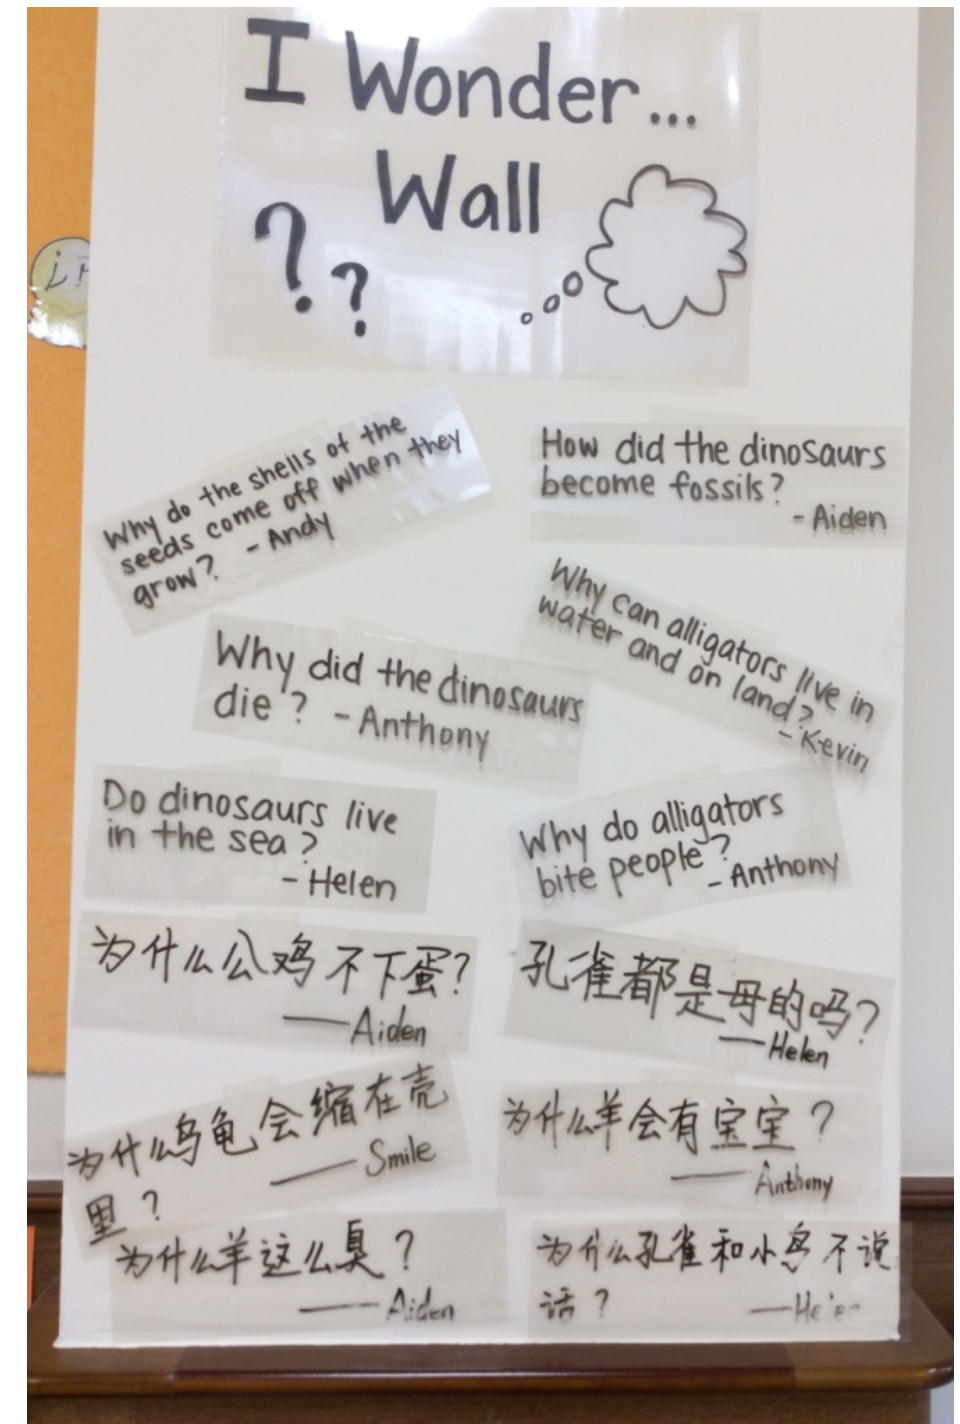 I Wonder...
Wall
? ?
Why do the shells of the
seeds come off when they
grow? - Andy
How did the dinosaurs
become fossils?
- Aiden
Why can alligators live in
water and on land?
- Kevin
Why did the dinosaurs
die? - Anthony
Do dinosaurs live
in the sea?
- Helen
Why do alligators
bite people?
- Anthony
为什么公鸡不下蛋?
——Aiden
孔雀都是母的吗?
——Helen
为什么乌龟会缩在壳
里?
——Smile
为什么羊会有宝宝?
——Anthony
为什么羊这么臭?
——Aiden
为什么孔雀和小鸟不说
话?
——Helen